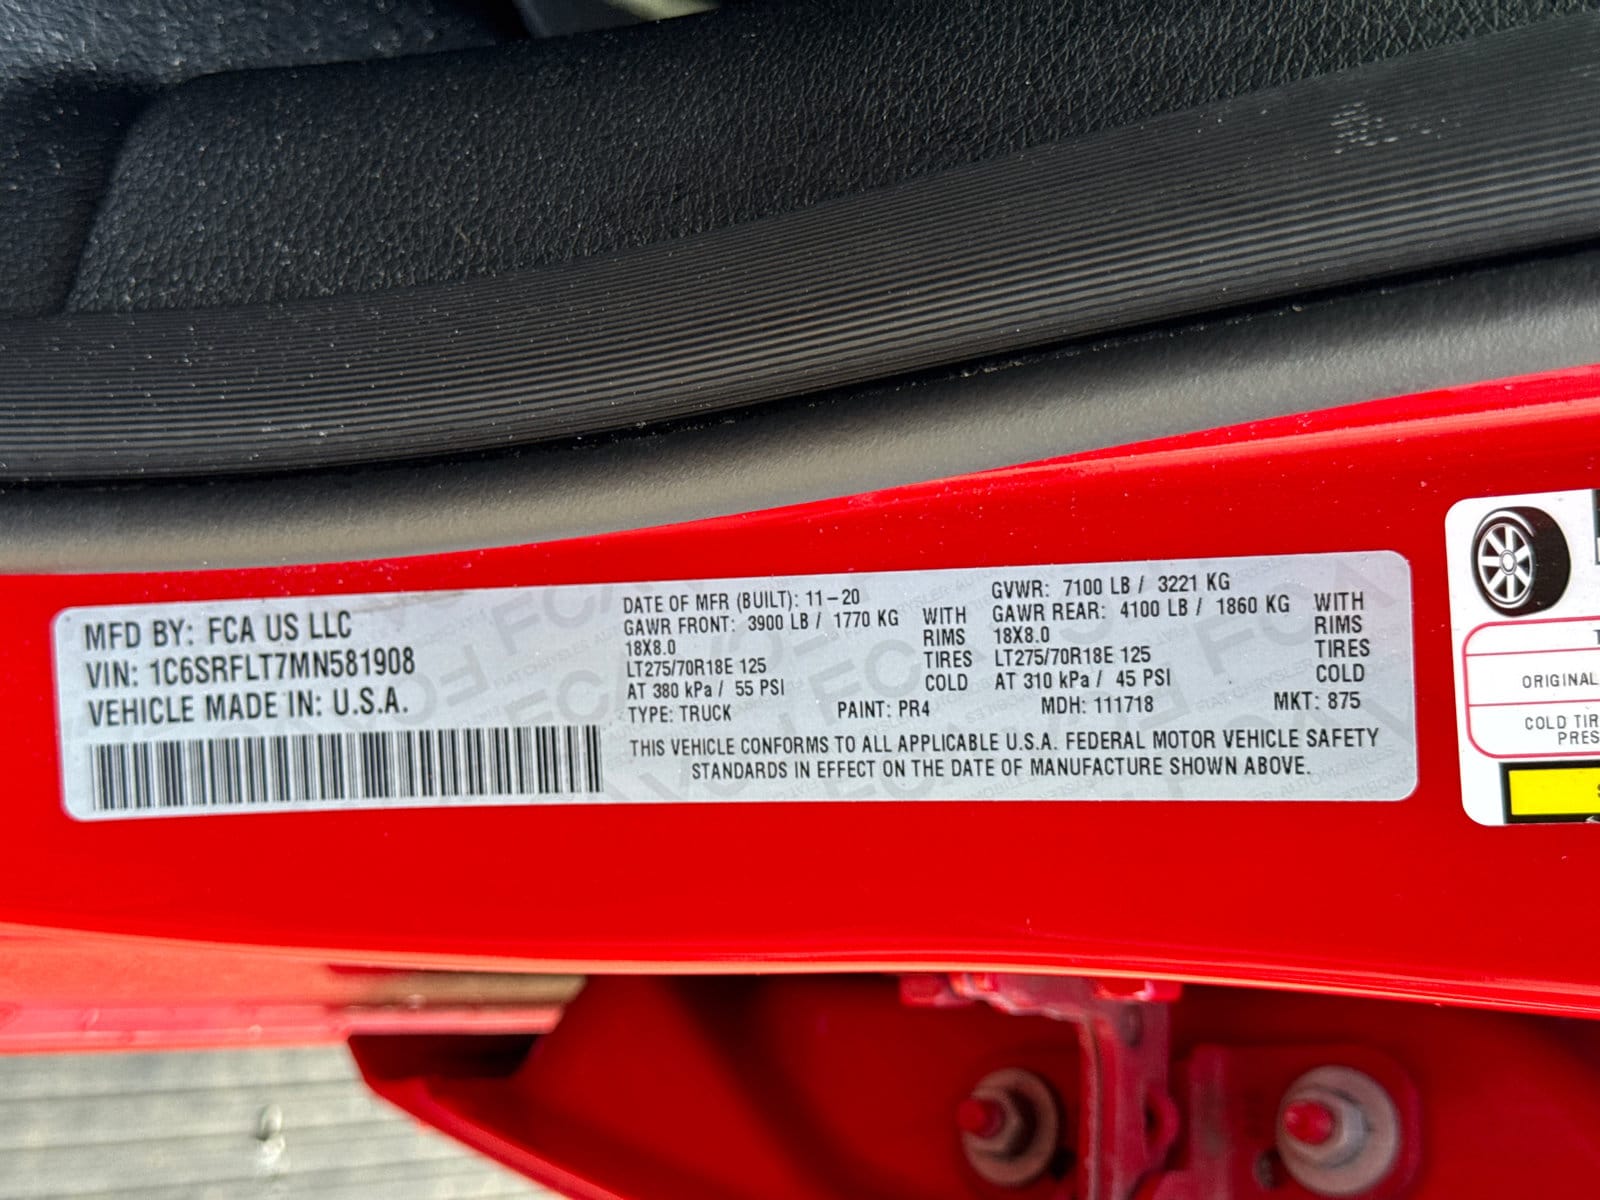 MFD BY: FCA US LLC
VIN: 1C6SRFLT7MN581908
VEHICLE MADE IN: U.S.A.
DATE OF MFR (BUILT): 11-20
GAWR FRONT: 3900 LB / 1770 KG
18X8.0
LT275/70R18E 125
AT 380 kPa / 55 PSI
WITH
RIMS
TIRES
COLD
GVWR: 7100 LB / 3221 KG
GAWR REAR: 4100 LB / 1860 KG
18X8.0
LT275/70R18E 125
AT 310 kPa / 45 PSI
WITH
RIMS
TIRES
COLD
TYPE: TRUCK PAINT: PR4 MDH: 111718 MKT: 875
THIS VEHICLE CONFORMS TO ALL APPLICABLE U.S.A. FEDERAL MOTOR VEHICLE SAFETY
STANDARDS IN EFFECT ON THE DATE OF MANUFACTURE SHOWN ABOVE.
ORIGINAL
COLD TIR
PRES